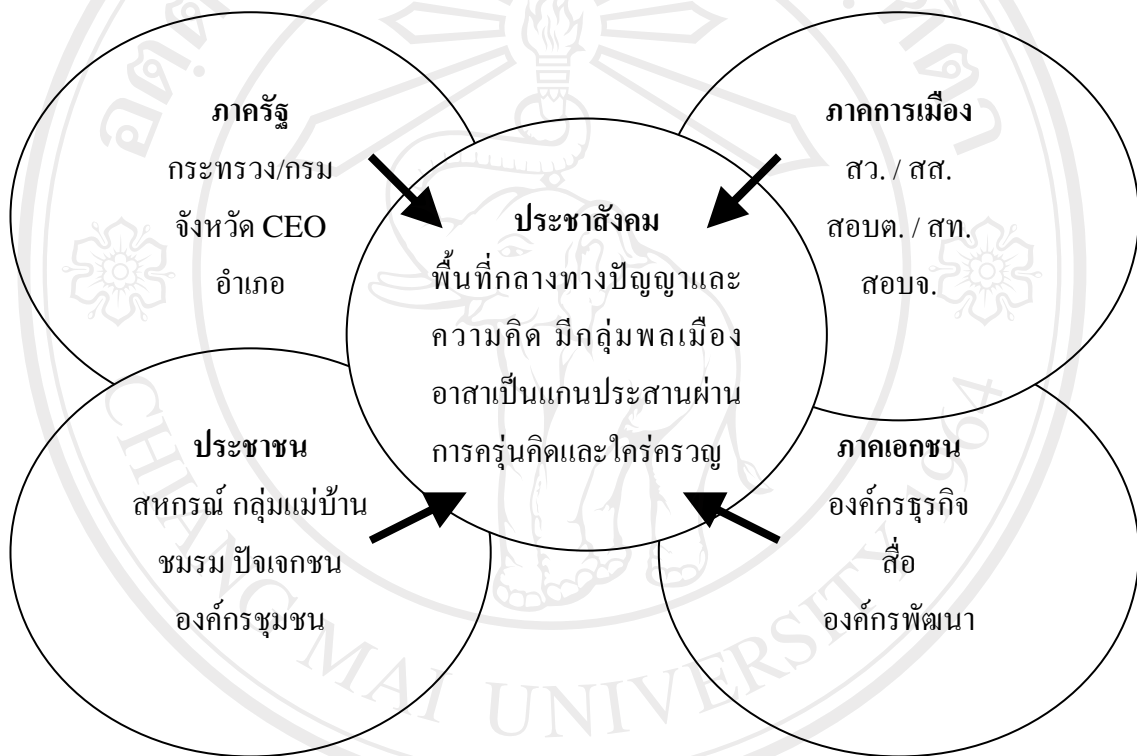 ภาครัฐ
กระทรวง/กรม
จังหวัด CEO
อำเภอ
ภาคการเมือง
สว. / สส.
สอบต. / สท.
สอบจ.
ประชาสังคม
พื้นที่กลางทางปัญญาและ
ความคิด มีกลุ่มพลเมือง
อาสาเป็นแกนประสานผ่าน
การครุ่นคิดและใคร่ครวญ
ประชาชน
สหกรณ์ กลุ่มแม่บ้าน
ชมรม ปัจเจกชน
องค์กรชุมชน
ภาคเอกชน
องค์กรธุรกิจ
สื่อ
องค์กรพัฒนา
CHIANG MAI UNIVERSITY 1964